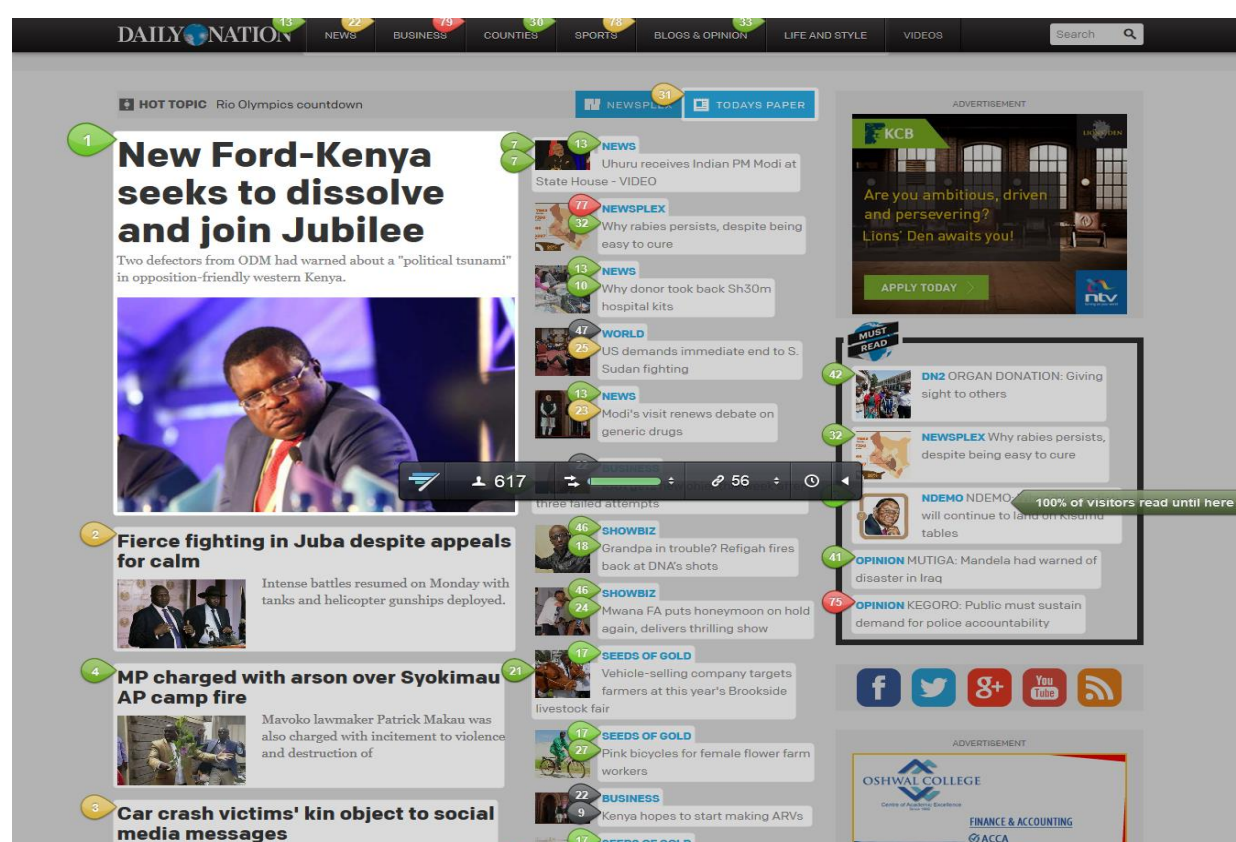 DAILY NATION
13
NEWS
22
BUSINESS
79
COUNTIES
30
SPORTS
78
BLOGS & OPINION
33
LIFE AND STYLE
VIDEOS
Search
HOT TOPIC Rio Olympics countdown
NEWSPLEX
31
TODAYS PAPER
1
New Ford-Kenya
seeks to dissolve
and join Jubilee
Two defectors from ODM had warned about a "political tsunami"
in opposition-friendly western Kenya.
2
Fierce fighting in Juba despite appeals
for calm
Intense battles resumed on Monday with
tanks and helicopter gunships deployed.
4
MP charged with arson over Syokimau
AP camp fire
Mavoko lawmaker Patrick Makau was
also charged with incitement to violence
and destruction of
3
Car crash victims' kin object to social
media messages
7
7
13 NEWS
Uhuru receives Indian PM Modi at
State House - VIDEO
77 NEWSPLEX
32 Why rabies persists, despite being
easy to cure
13 NEWS
10 Why donor took back Sh30m
hospital kits
47 WORLD
25 US demands immediate end to S.
Sudan fighting
13 NEWS
23 Modi's visit renews debate on
generic drugs
22 BUSINESS
three failed attempts
617
56
46 SHOWBIZ
18 Grandpa in trouble? Refigah fires
back at DNA's shots
46 SHOWBIZ
24 Mwana FA puts honeymoon on hold
again, delivers thrilling show
21
17 SEEDS OF GOLD
Vehicle-selling company targets
farmers at this year's Brookside
livestock fair
17 SEEDS OF GOLD
27 Pink bicycles for female flower farm
workers
22 BUSINESS
9 Kenya hopes to start making ARVs
17 SEEDS OF GOLD
ADVERTISEMENT
KCB
LIONS' DEN
Are you ambitious, driven
and persevering?
Lions' Den awaits you!
APPLY TODAY
ntv
MUST
READ
42
DN2 ORGAN DONATION: Giving
sight to others
32
NEWSPLEX Why rabies persists,
despite being easy to cure
NDEMO NDEMO:
will continue to land on Kisumu
tables
100% of visitors read until here
41
OPINION MUTIGA: Mandela had warned of
disaster in Iraq
75
OPINION KEGORO: Public must sustain
demand for police accountability
f
g+
You
Tube
ADVERTISEMENT
OSHWAL COLLEGE
Centre of Academic Excellence
FINANCE & ACCOUNTING
ACCA